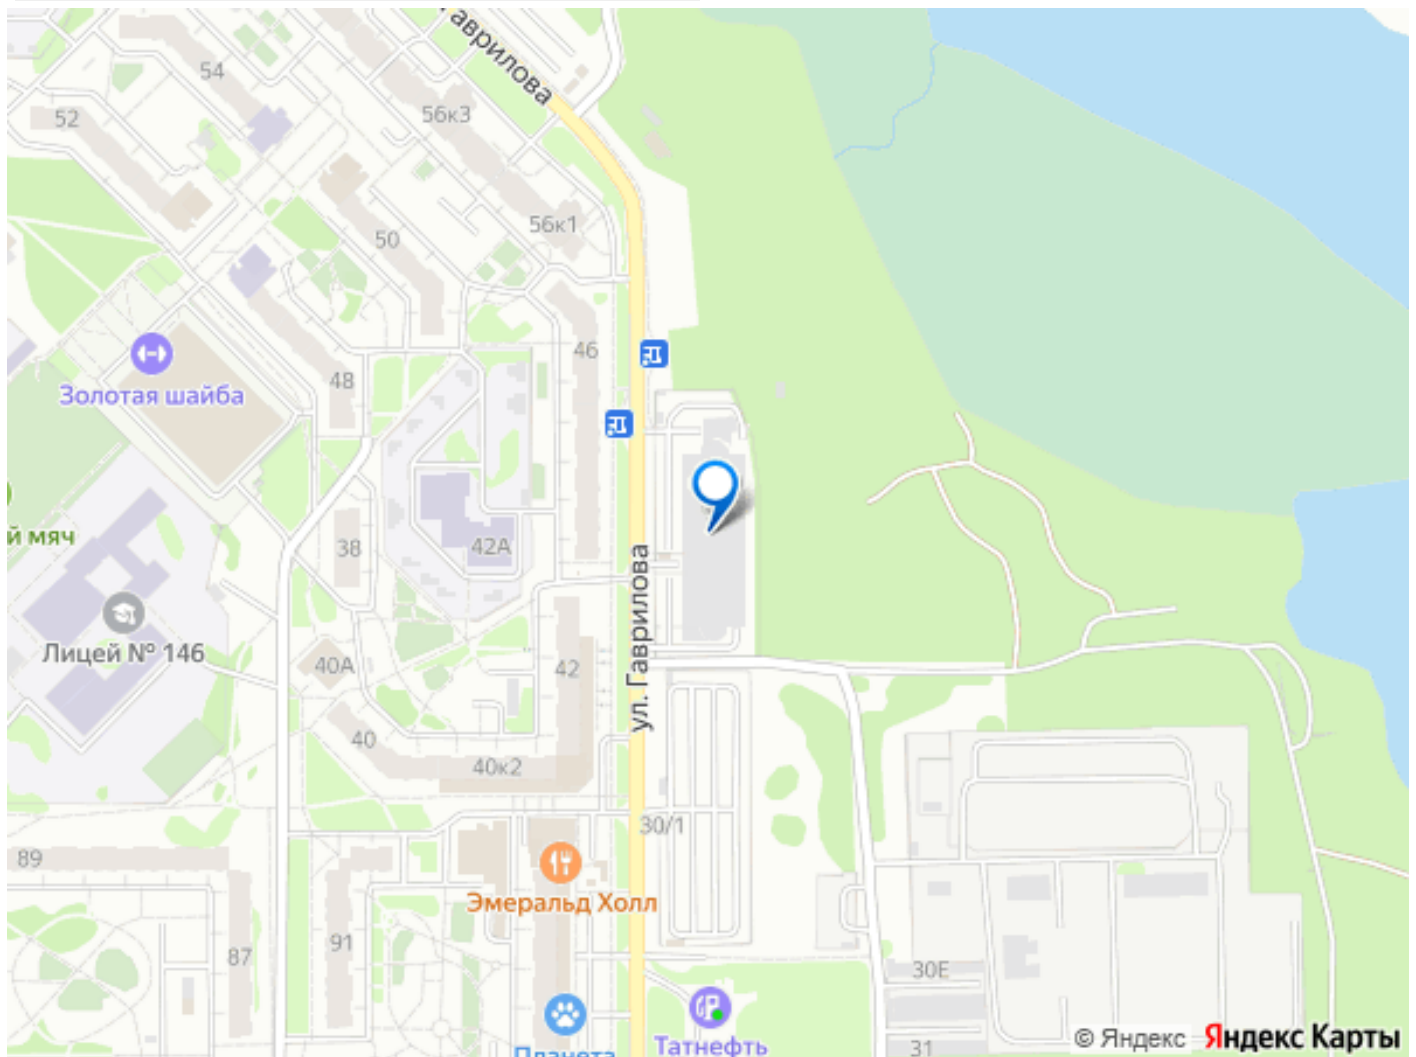 Гаврилова
54
52
56к3
56к1
50
46
48
Золотая шайба
й мяч
38
42А
ул. Гаврилова
Лицей № 146
40А
42
40
40к2
30/1
89
Эмеральд Холл
87
91
30Е
Планета
Татнефть
31
© Яндекс
Яндекс Карты